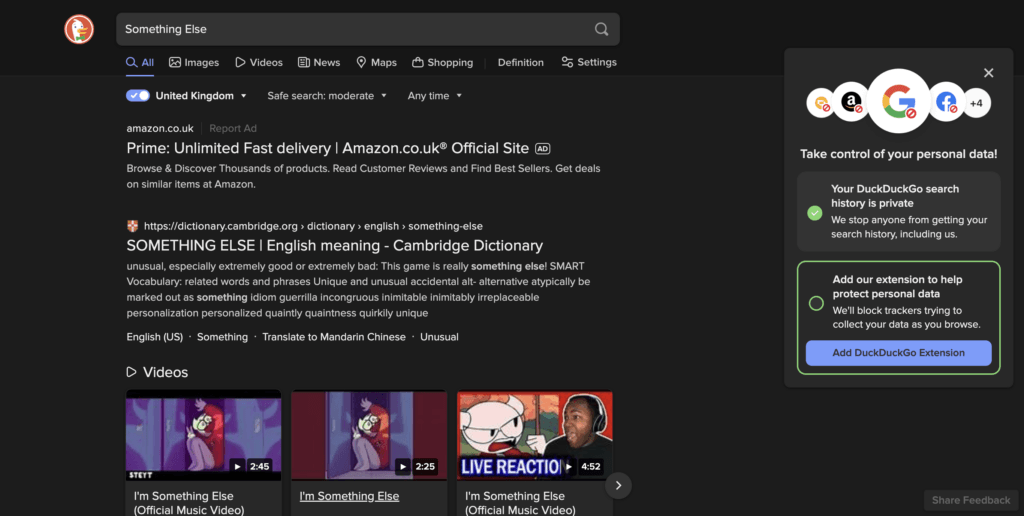 Something Else
All Images Videos News Maps Shopping Definition Settings
United Kingdom Safe search: moderate Any time
amazon.co.uk Report Ad
Prime: Unlimited Fast delivery | Amazon.co.uk® Official Site AD
Browse & Discover Thousands of products. Read Customer Reviews and Find Best Sellers. Get deals
on similar items at Amazon.
https://dictionary.cambridge.org › dictionary › english › something-else
SOMETHING ELSE | English meaning - Cambridge Dictionary
unusual, especially extremely good or extremely bad: This game is really something else! SMART
Vocabulary: related words and phrases Unique and unusual accidental alt- alternative atypically be
marked out as something idiom guerrilla incongruous inimitable inimitably irreplaceable
personalization personalized quaintly quaintness quirkily unique
English (US) · Something · Translate to Mandarin Chinese · Unusual
Videos
STEYT
2:45
2:25
LIVE REACTIO
4:52
I'm Something Else
(Official Music Video)
I'm Something Else
I'm Something Else
(Official Music Video)
+4
Take control of your personal data!
Your DuckDuckGo search
history is private
We stop anyone from getting your
search history, including us.
Add our extension to help
protect personal data
We'll block trackers trying to
collect your data as you browse.
Add DuckDuckGo Extension
Share Feedback